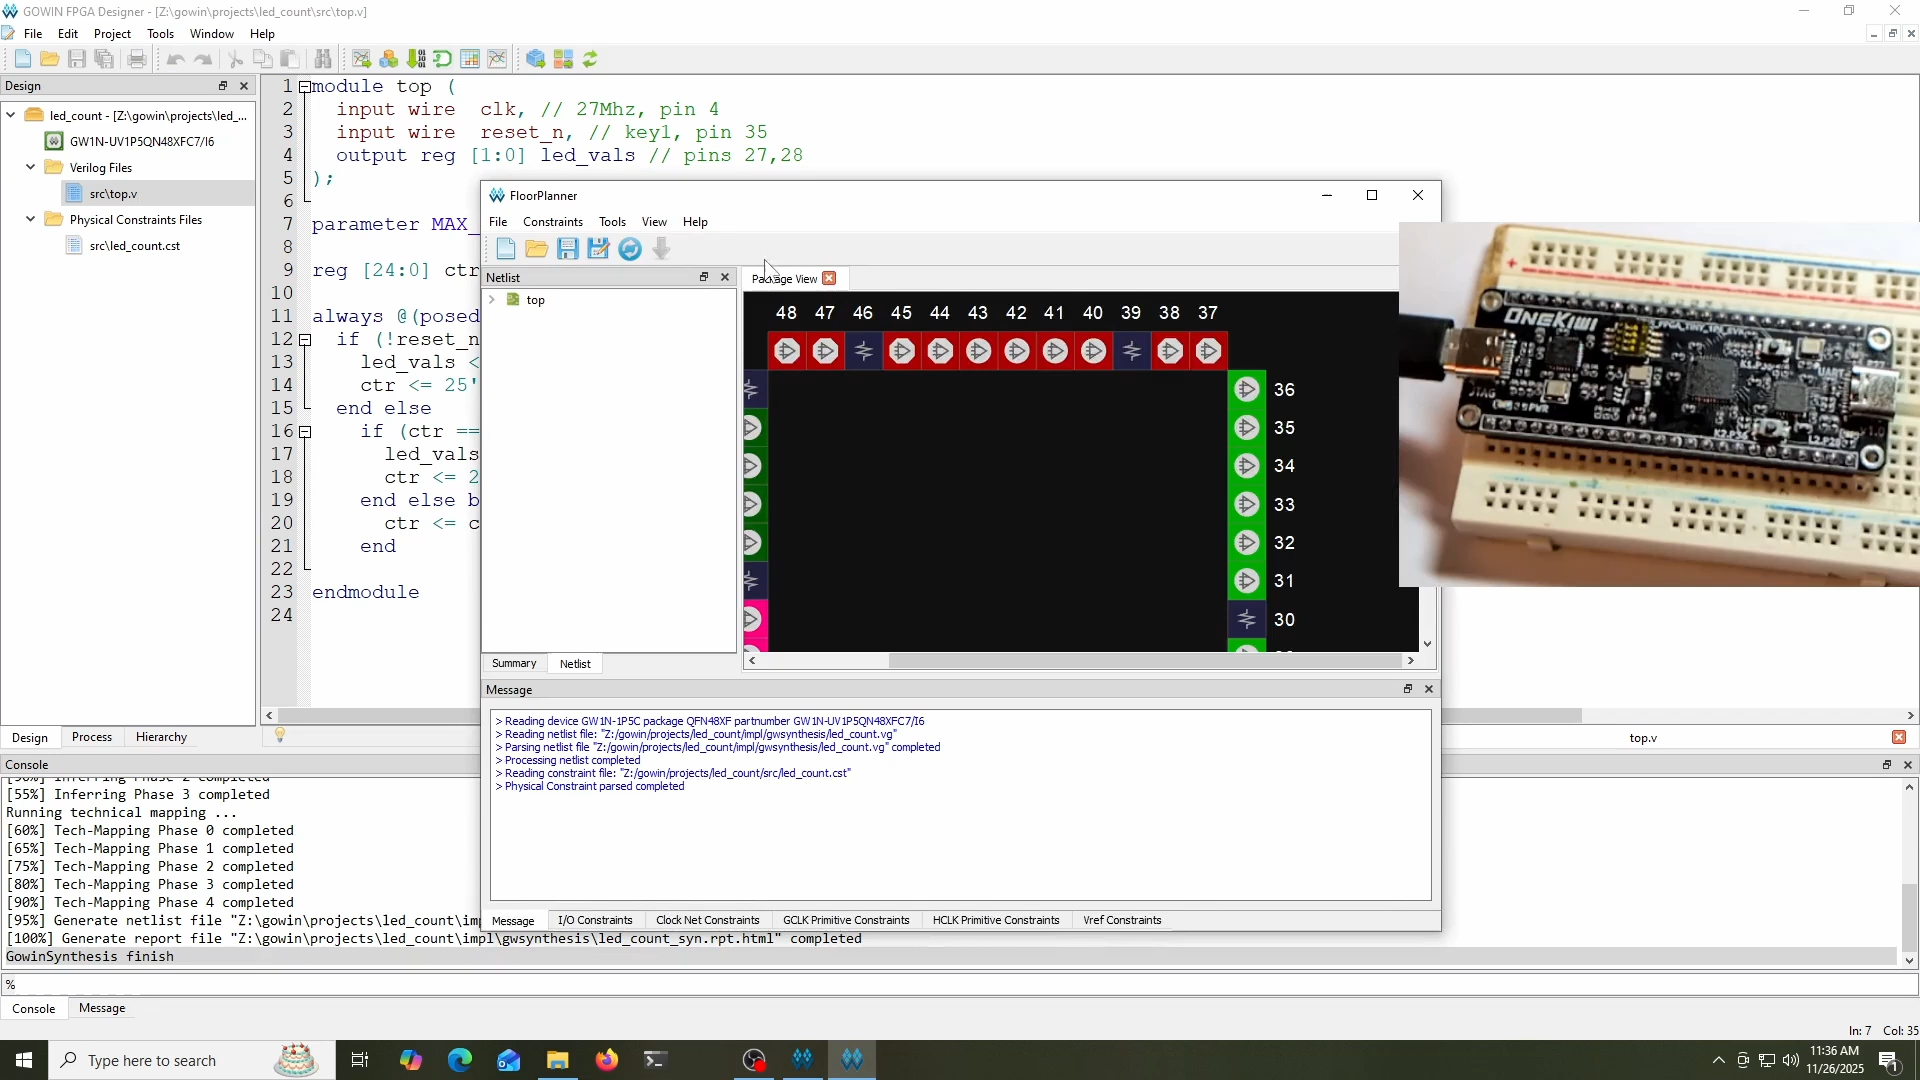 GOWIN FPGA Designer - [Z:\gowin\projects\led_count\src\top.v]
File Edit Project Tools Window Help
Design
led_count - [Z:\gowin\projects\led_...
GW1N-UV1P5QN48XFC7/I6
Verilog Files
src\top.v
Physical Constraints Files
src\led_count.cst
Design Process Hierarchy
1 module top (
2 input wire clk, // 27Mhz, pin 4
3 input wire reset_n, // key1, pin 35
4 output reg [1:0] led_vals // pins 27,28
5 );
6
7 parameter MAX_
8
9 reg [24:0] ctr
10
11 always @(posed
12 if (!reset_n
13 led_vals <
14 ctr <= 25'
15 end else
16 if (ctr ==
17 led_vals
18 ctr <= 2
19 end else b
20 ctr <= c
21 end
22
23 endmodule
24
FloorPlanner
File Constraints Tools View Help
Netlist
top
Summary Netlist
Package View
48 47 46 45 44 43 42 41 40 39 38 37
36
35
34
33
32
31
30
Message
> Reading device GW1N-1P5C package QFN48XF partnumber GW1N-UV1P5QN48XFC7/I6
> Reading netlist file: "Z:/gowin/projects/led_count/impl/gwsynthesis/led_count.vg"
> Parsing netlist file "Z:/gowin/projects/led_count/impl/gwsynthesis/led_count.vg" completed
> Processing netlist completed
> Reading constraint file: "Z:/gowin/projects/led_count/src/led_count.cst"
> Physical Constraint parsed completed
Message I/O Constraints Clock Net Constraints GCLK Primitive Constraints HCLK Primitive Constraints Vref Constraints
ONEKIWI
JTAG
PWR
UART
top.v
Console
[55%] Inferring Phase 3 completed
Running technical mapping ...
[60%] Tech-Mapping Phase 0 completed
[65%] Tech-Mapping Phase 1 completed
[75%] Tech-Mapping Phase 2 completed
[80%] Tech-Mapping Phase 3 completed
[90%] Tech-Mapping Phase 4 completed
[95%] Generate netlist file "Z:\gowin\projects\led_count\imp
[100%] Generate report file "Z:\gowin\projects\led_count\impl\gwsynthesis\led_count_syn.rpt.html" completed
GowinSynthesis finish
%
Console Message
ln: 7 Col: 35
Type here to search
11:36 AM
11/26/2025
1